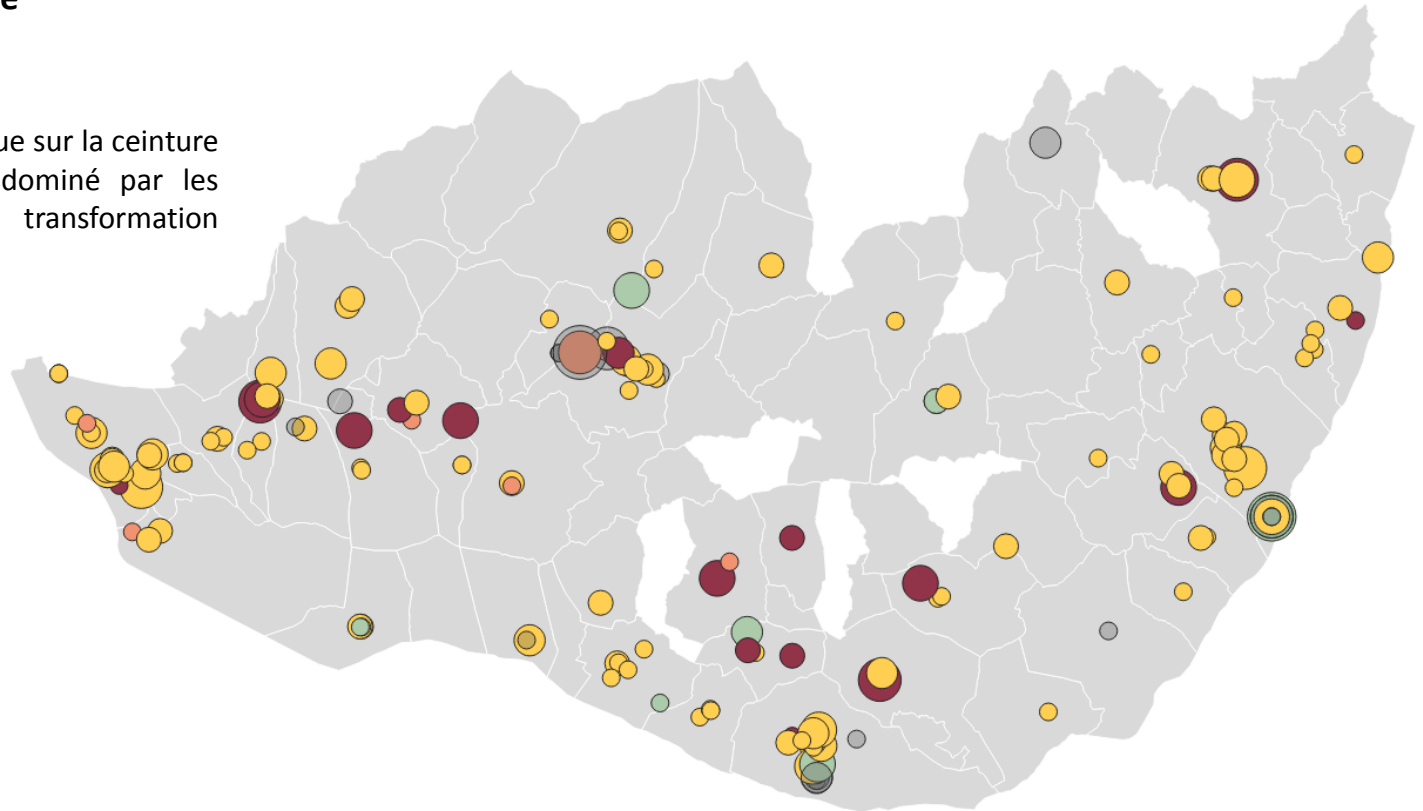 e
ue sur la ceinture
dominé par les
transformation